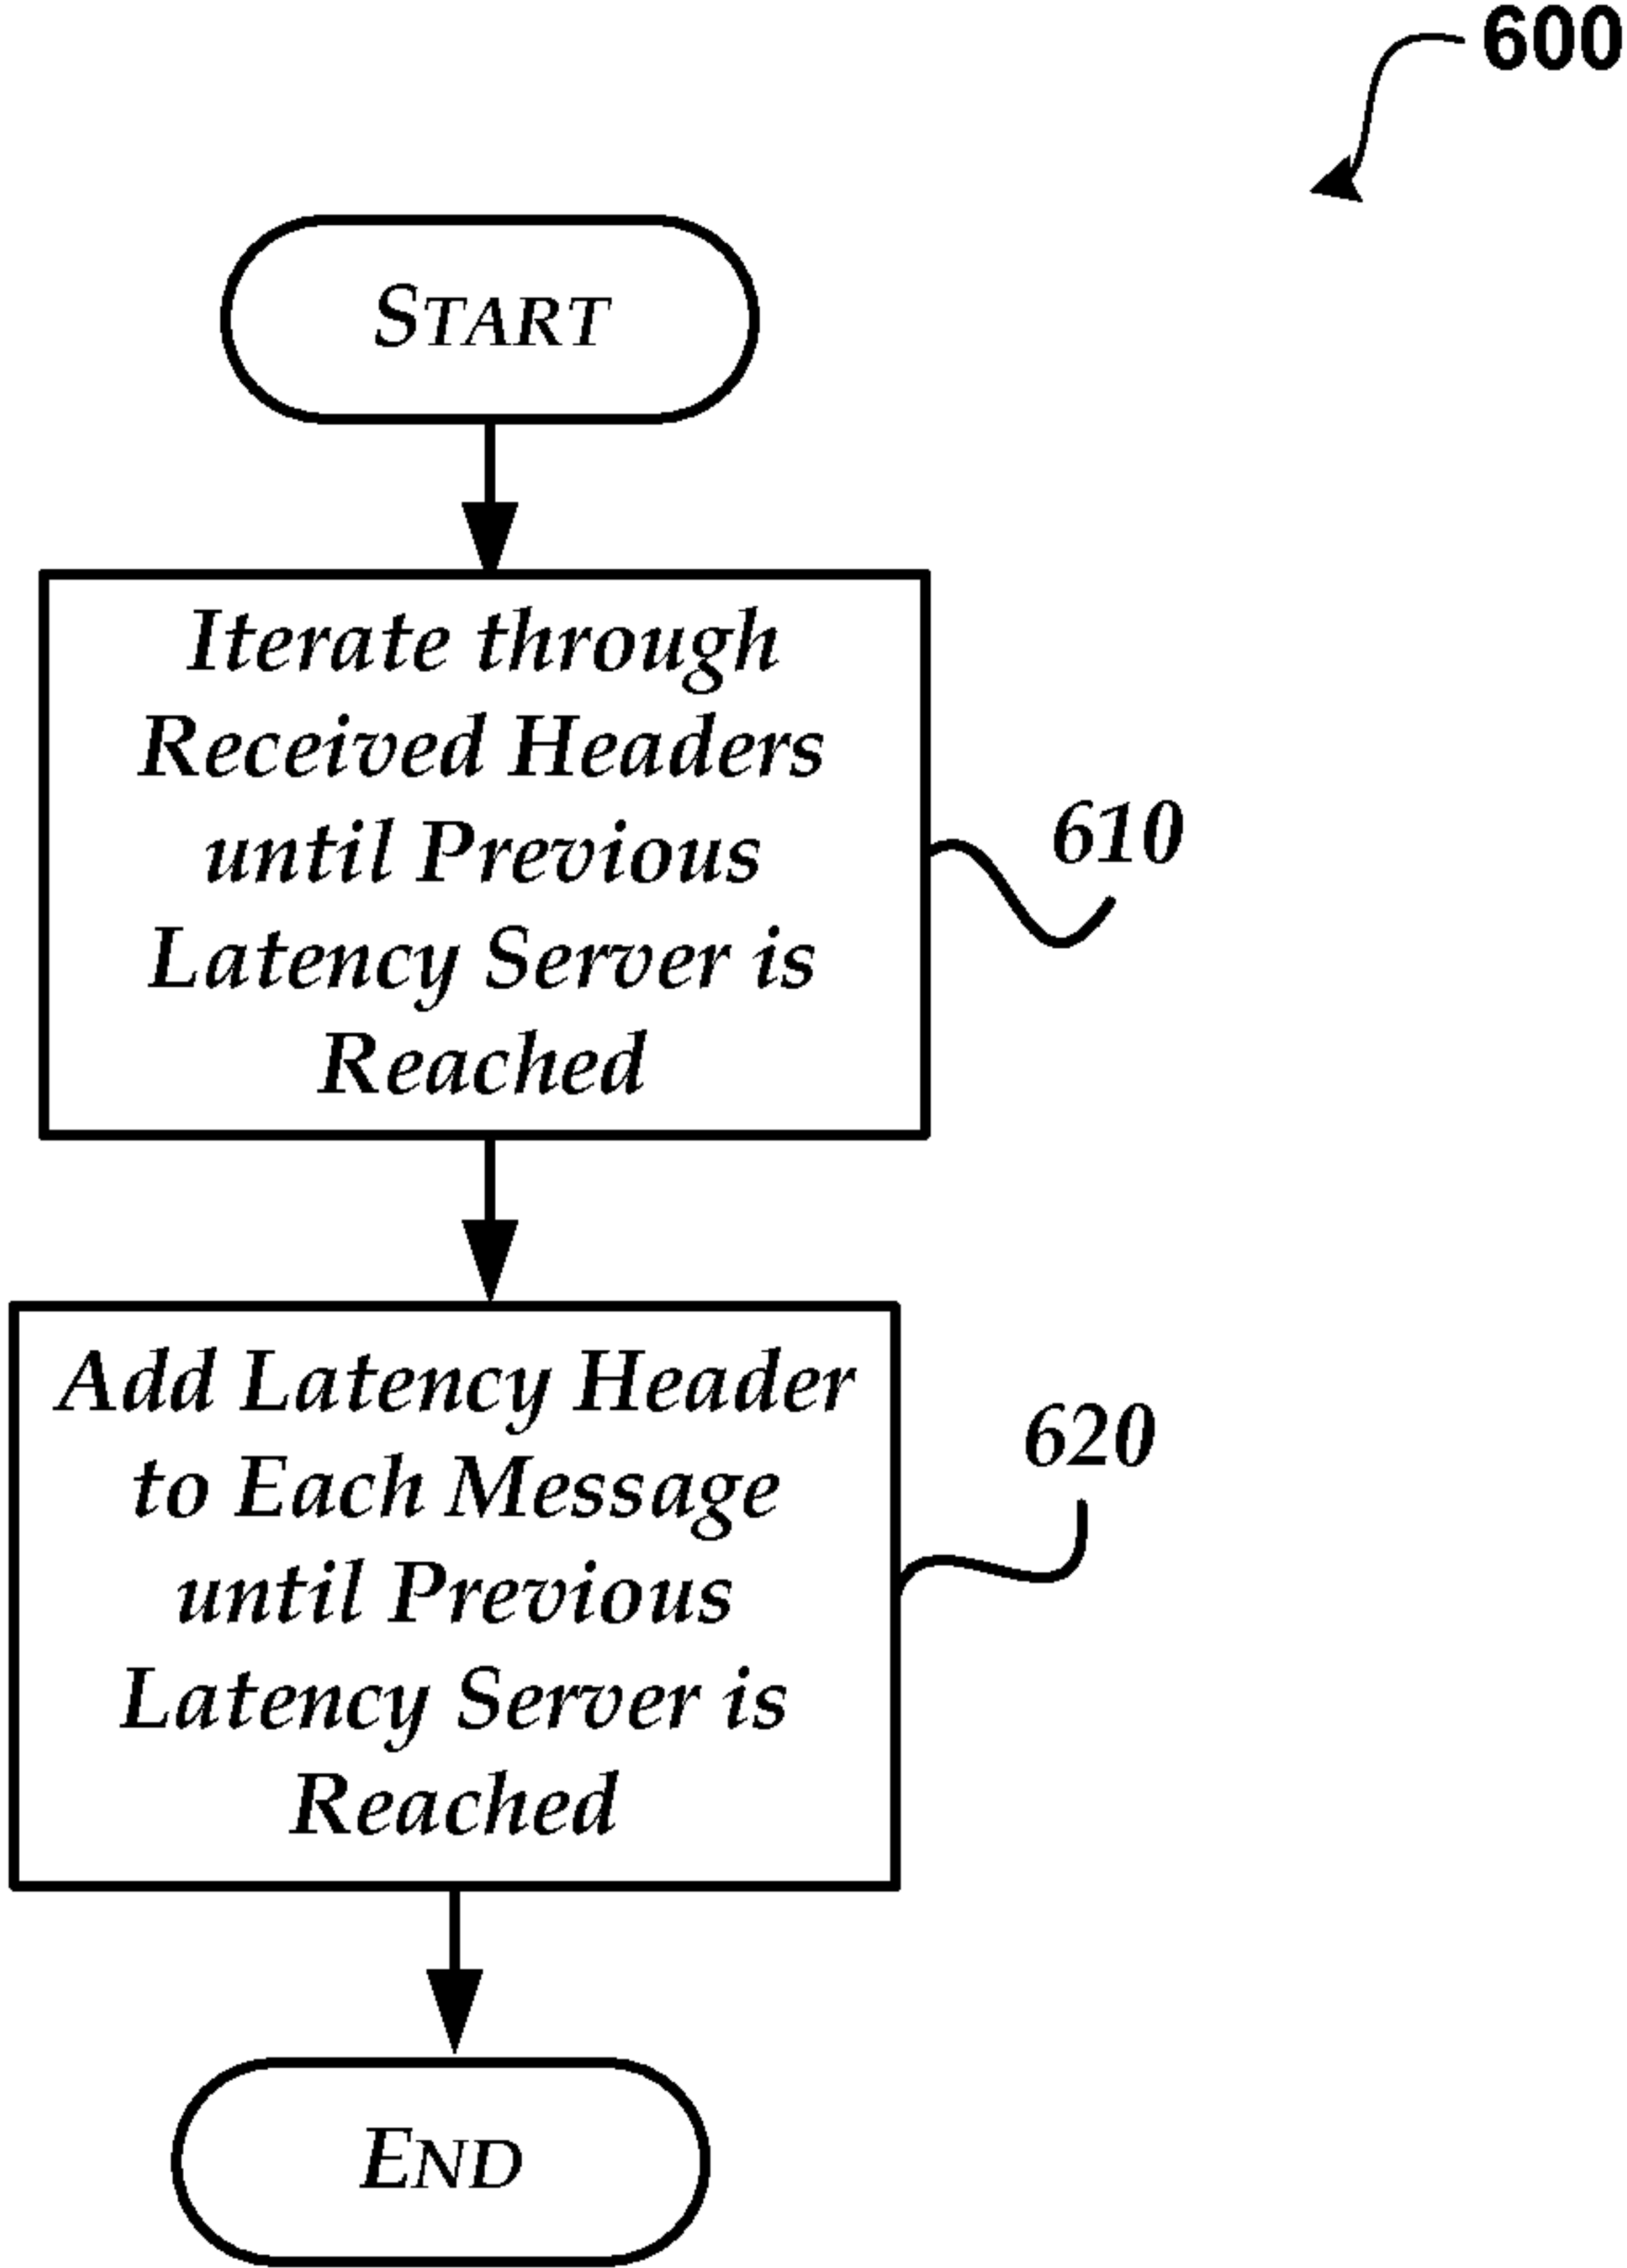 600
START
Iterate through
Received Headers
until Previous
Latency Server is
Reached
610
Add Latency Header
to Each Message
until Previous
Latency Server is
Reached
620
END